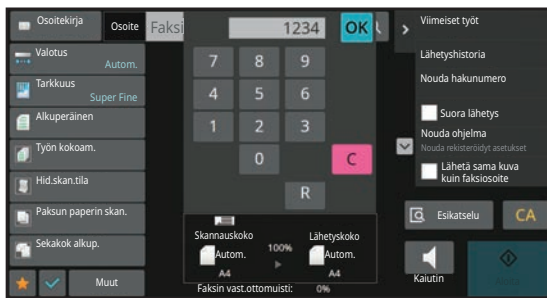 Osoitekirja
Osoite
Faksi
1234
OK
Valotus
Autom.
Tarkkuus
Super Fine
Alkuperäinen
Työn kokoam.
Hid.skan.tila
Paksun paperin skan.
Sekakok alkup.
Muut
7 8 9
4 5 6
1 2 3
0 C
R
Skannauskoko
Autom.
A4
100%
Lähetyskoko
Autom.
A4
Faksin vast.ottomuisti: 0%
Viimeiset työt
Lähetyshistoria
Nouda hakunumero
Suora lähetys
Nouda ohjelma
Nouda rekisteröidyt asetukset
Lähetä sama kuva
kuin faksiosoite
Esikatselu
CA
Kaiutin